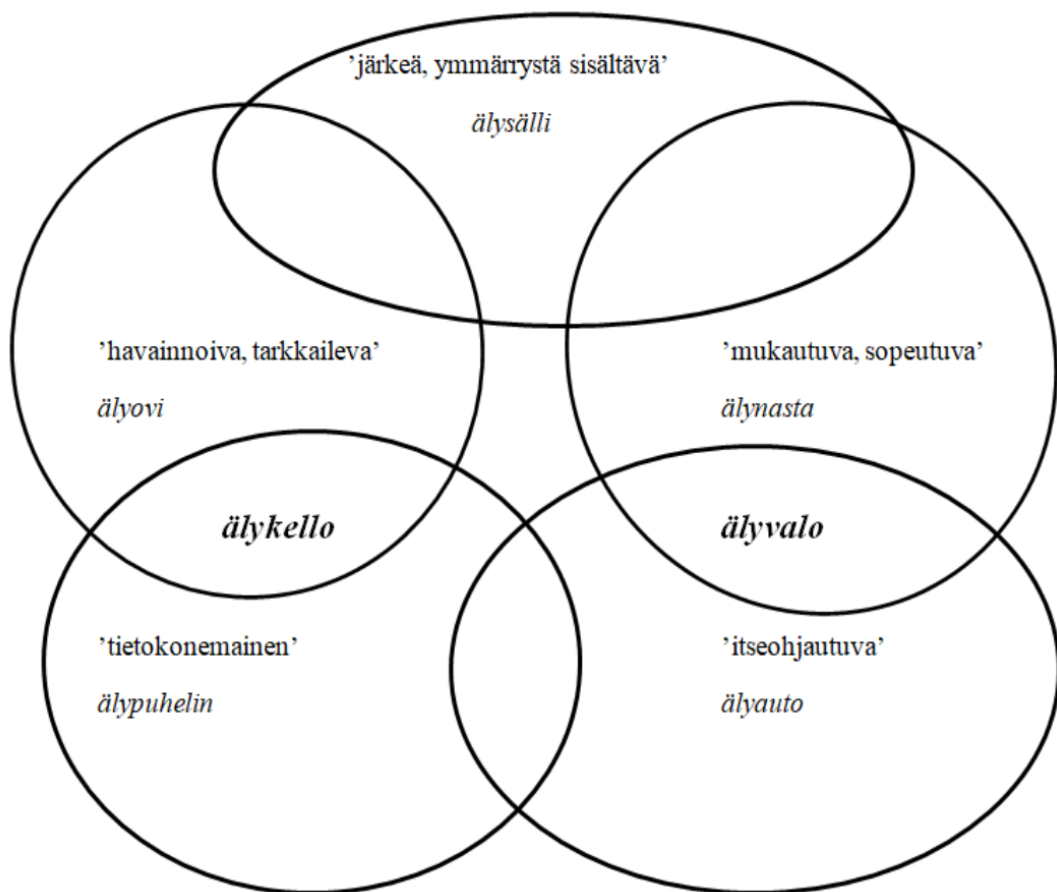 ’järkeä, ymmärrystä sisältävä’
älysälli
’havainnoiva, tarkkaileva’
älyovi
’mukautuva, sopeutuva’
älynasta
älykello
älyvalo
’tietokonemainen’
älypuhelin
’itseohjautuva’
älyauto